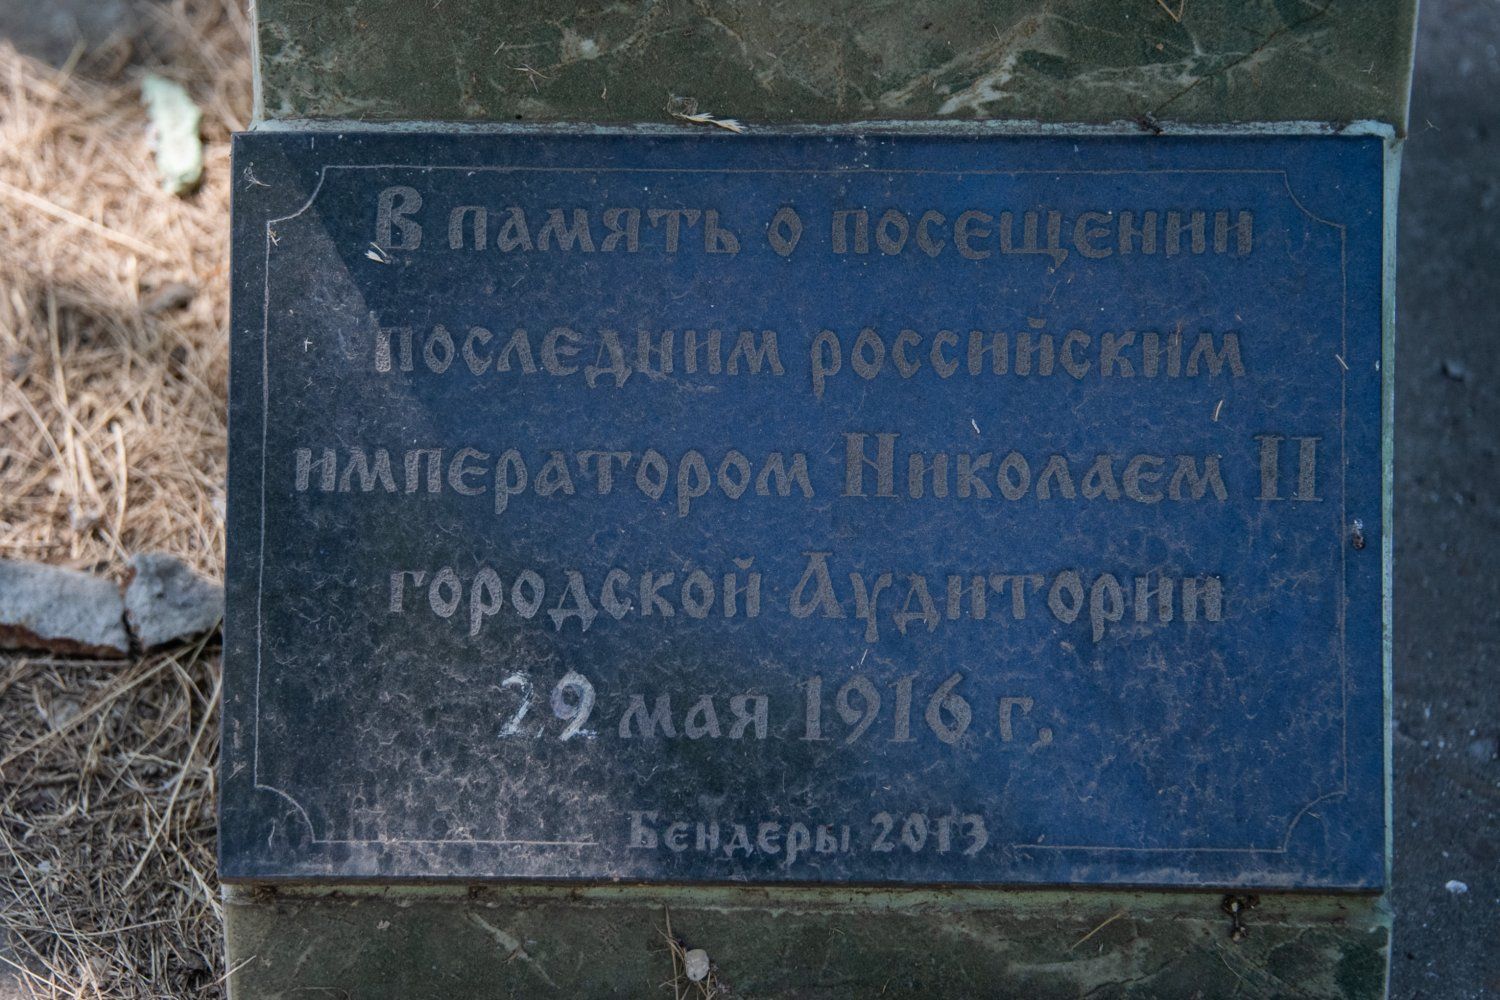 В память о посещении
последним российским
императором Николаем II
городской Аудитории
29 мая 1916 г.
Бендеры 2013